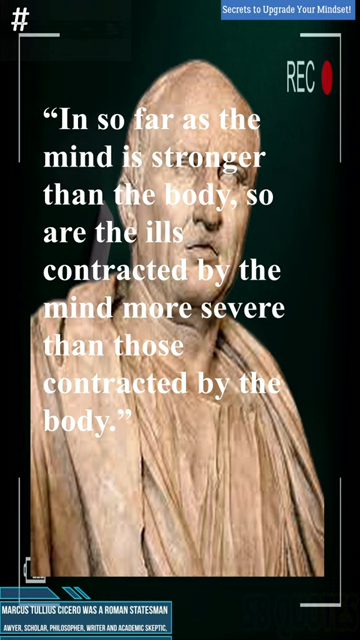 #
Secrets to Upgrade Your Mindset!
REC
“In so far as the
mind is stronger
than the body, so
are the ills
contracted by the
mind more severe
than those
contracted by the
body.”
MARCUS TULLIUS CICERO WAS A ROMAN STATESMAN
AWYER, SCHOLAR, PHILOSOPHER, WRITER AND ACADEMIC SKEPTIC,